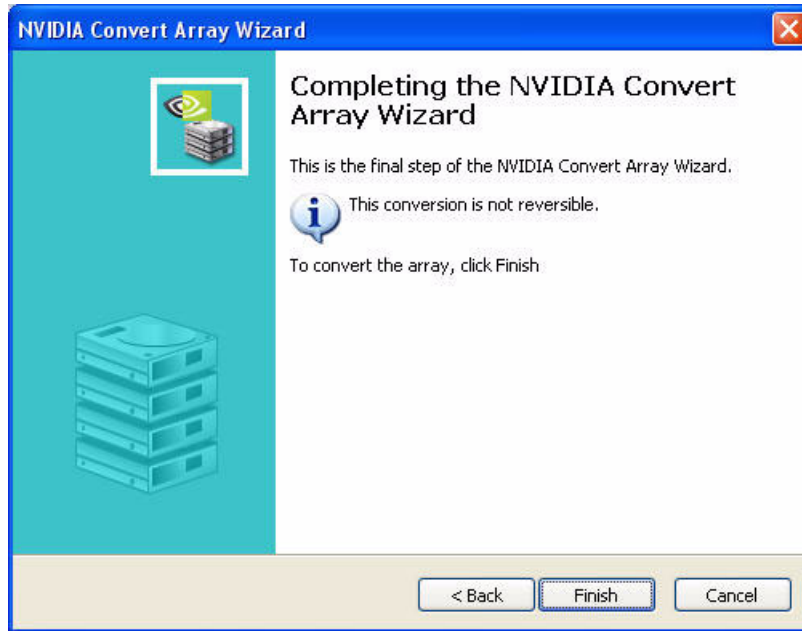 NVIDIA Convert Array Wizard
Completing the NVIDIA Convert
Array Wizard
This is the final step of the NVIDIA Convert Array Wizard.
This conversion is not reversible.
To convert the array, click Finish
< Back
Finish
Cancel